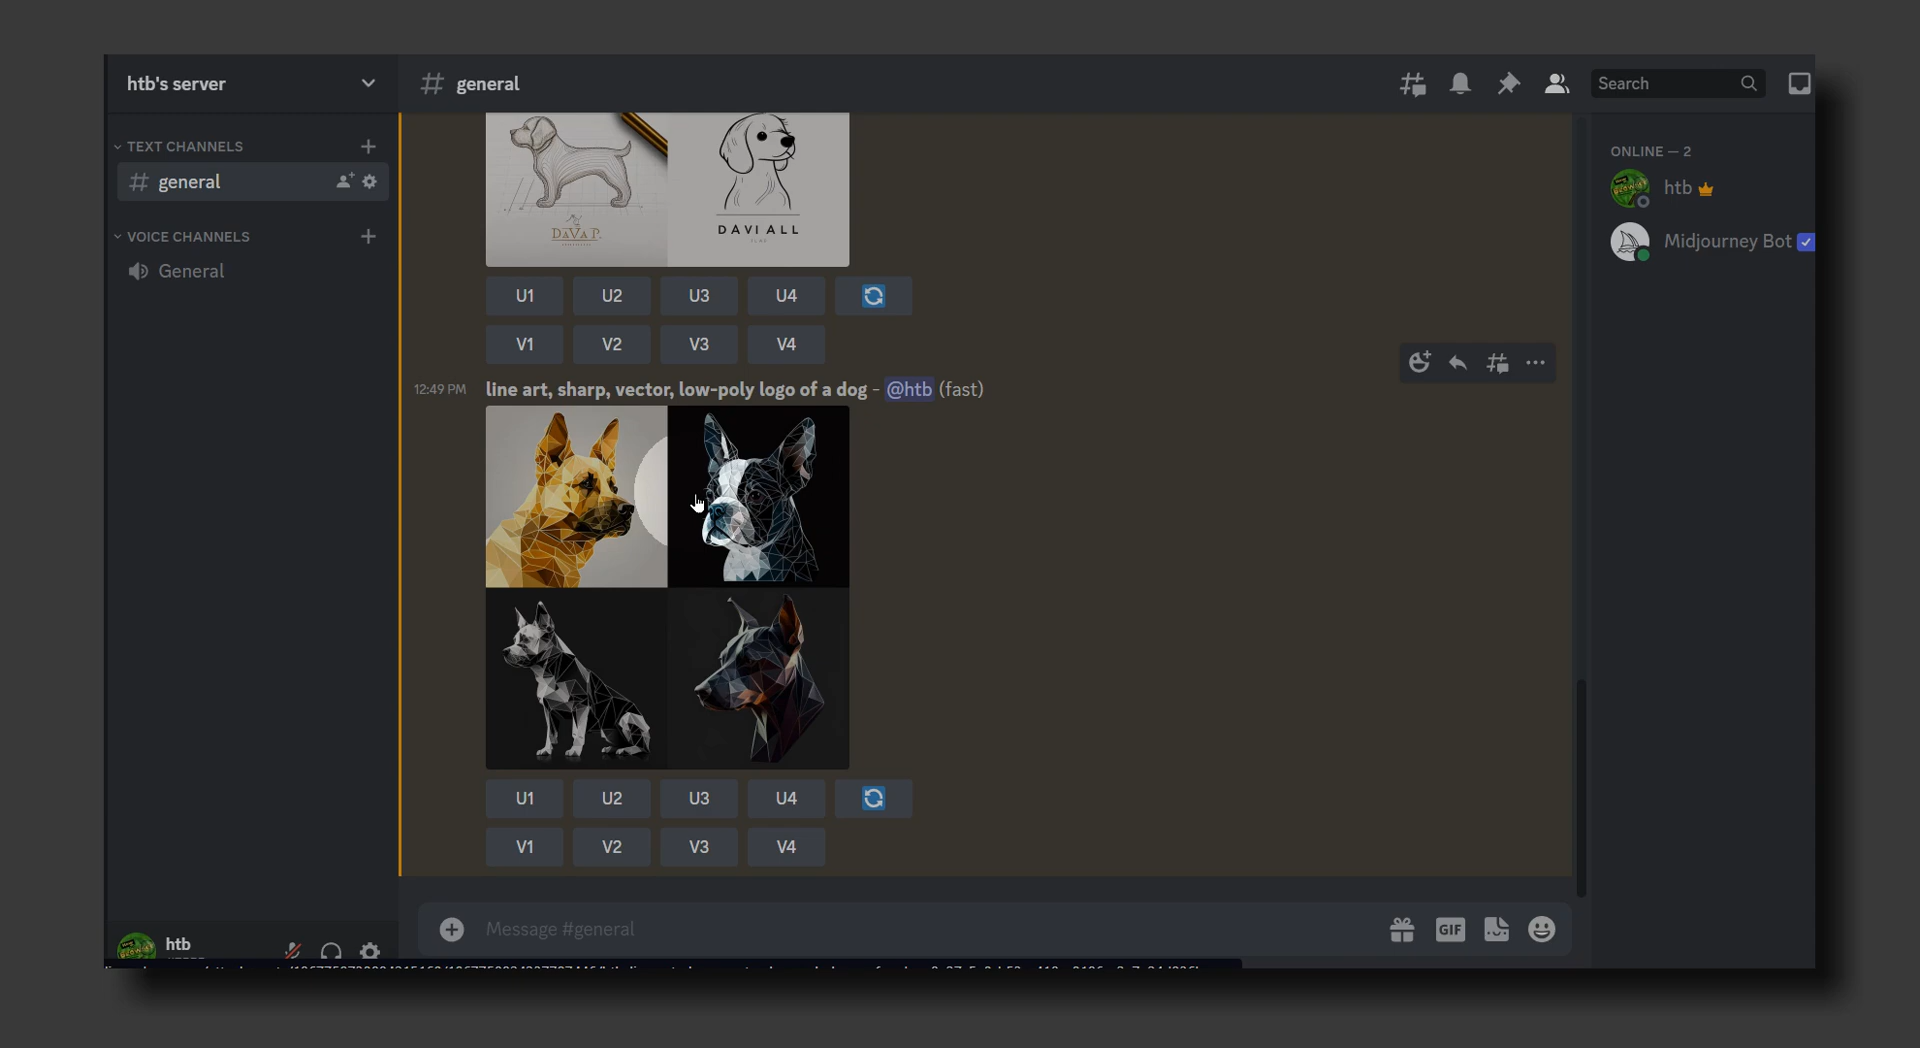 htb's server
general
Search
TEXT CHANNELS
general
VOICE CHANNELS
General
DAVA P.
DAVI ALL
U1 U2 U3 U4
V1 V2 V3 V4
12:49 PM line art, sharp, vector, low-poly logo of a dog - @htb (fast)
U1 U2 U3 U4
V1 V2 V3 V4
Message #general
GIF
htb
ONLINE — 2
htb
Midjourney Bot